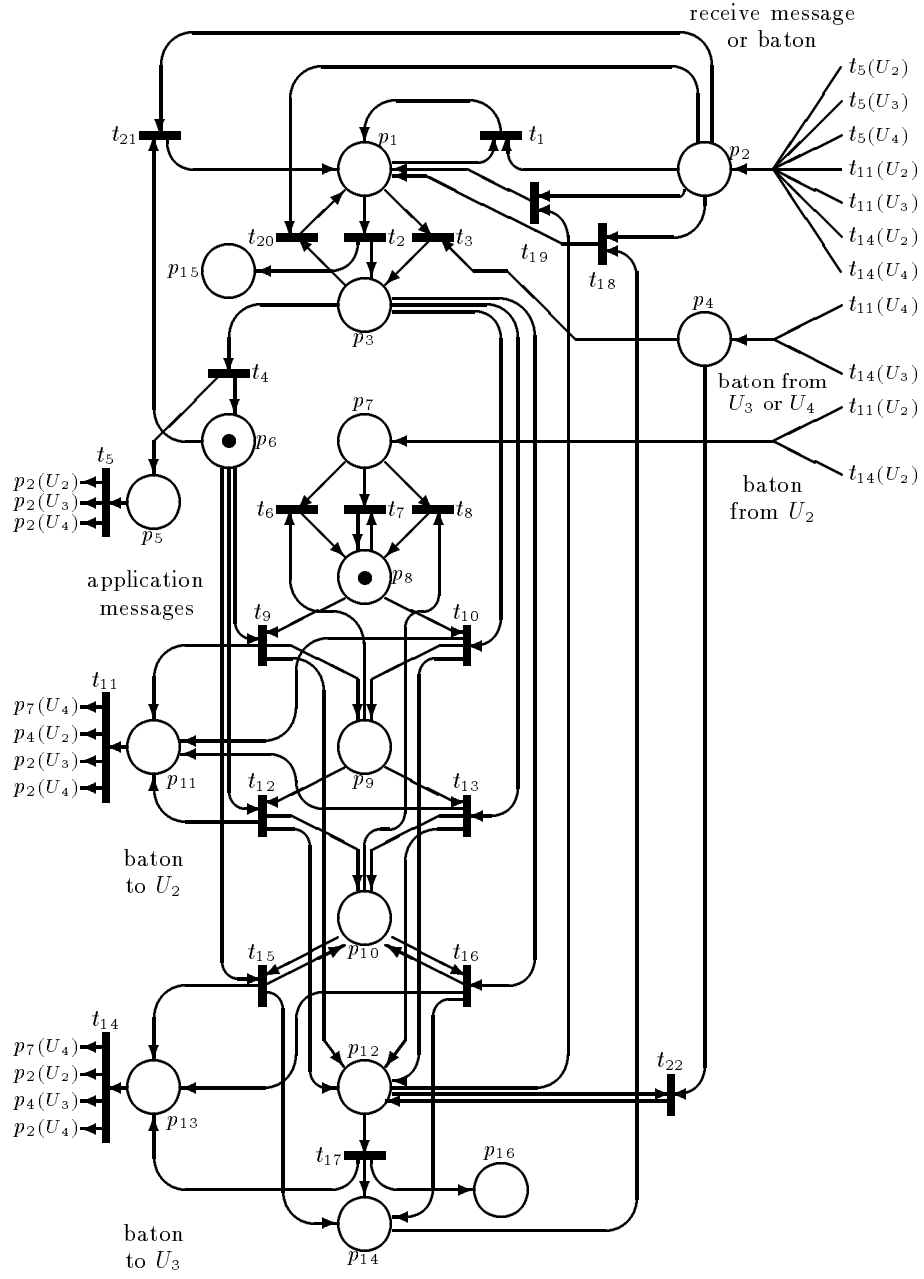 receive message
or baton
t5(U2)
t5(U3)
t5(U4)
t11(U2)
t11(U3)
t14(U2)
t14(U4)
t21
p1
t1
p2
t20
t2
t3
t19
t18
p15
p3
p4
t11(U4)
t14(U3)
baton from
U3 or U4
t4
p6
p7
t11(U2)
t14(U2)
baton
from U2
t5
p2(U2)
p2(U3)
p2(U4)
p5
t6
t7
t8
p8
application
messages
t9
t10
t11
p7(U4)
p4(U2)
p2(U3)
p2(U4)
p11
p9
t12
t13
baton
to U2
p10
t15
t16
t14
p7(U4)
p2(U2)
p4(U3)
p2(U4)
p13
p12
t22
t17
p16
baton
to U3
p14